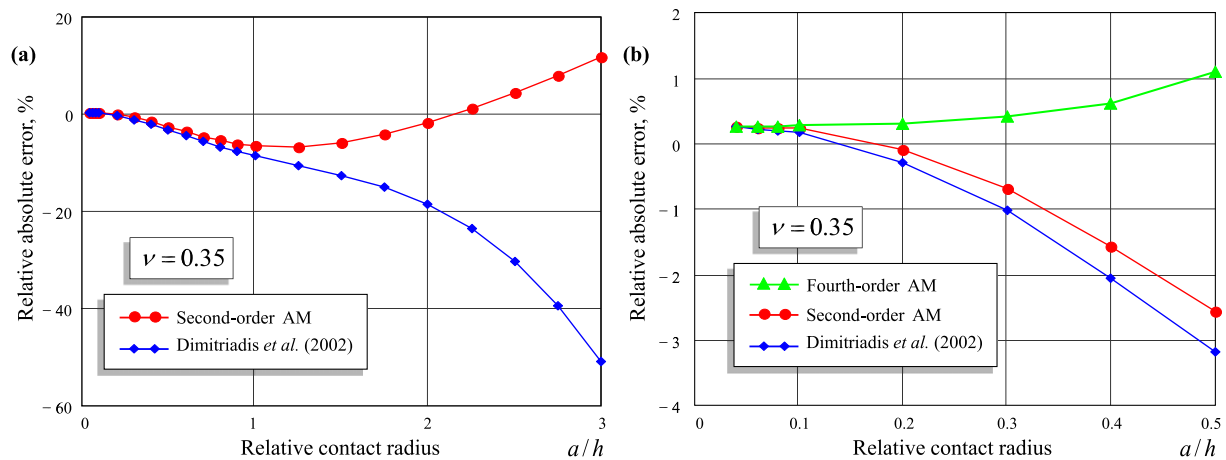 (a)
Relative absolute error, %
20
0
− 20
− 40
− 60
ν = 0.35
Second-order AM
Dimitriadis et al. (2002)
0
1
2
3
Relative contact radius
a/h
(b)
Relative absolute error, %
2
1
0
− 1
− 2
− 3
− 4
ν = 0.35
Fourth-order AM
Second-order AM
Dimitriadis et al. (2002)
0
0.1
0.2
0.3
0.4
0.5
Relative contact radius
a/h